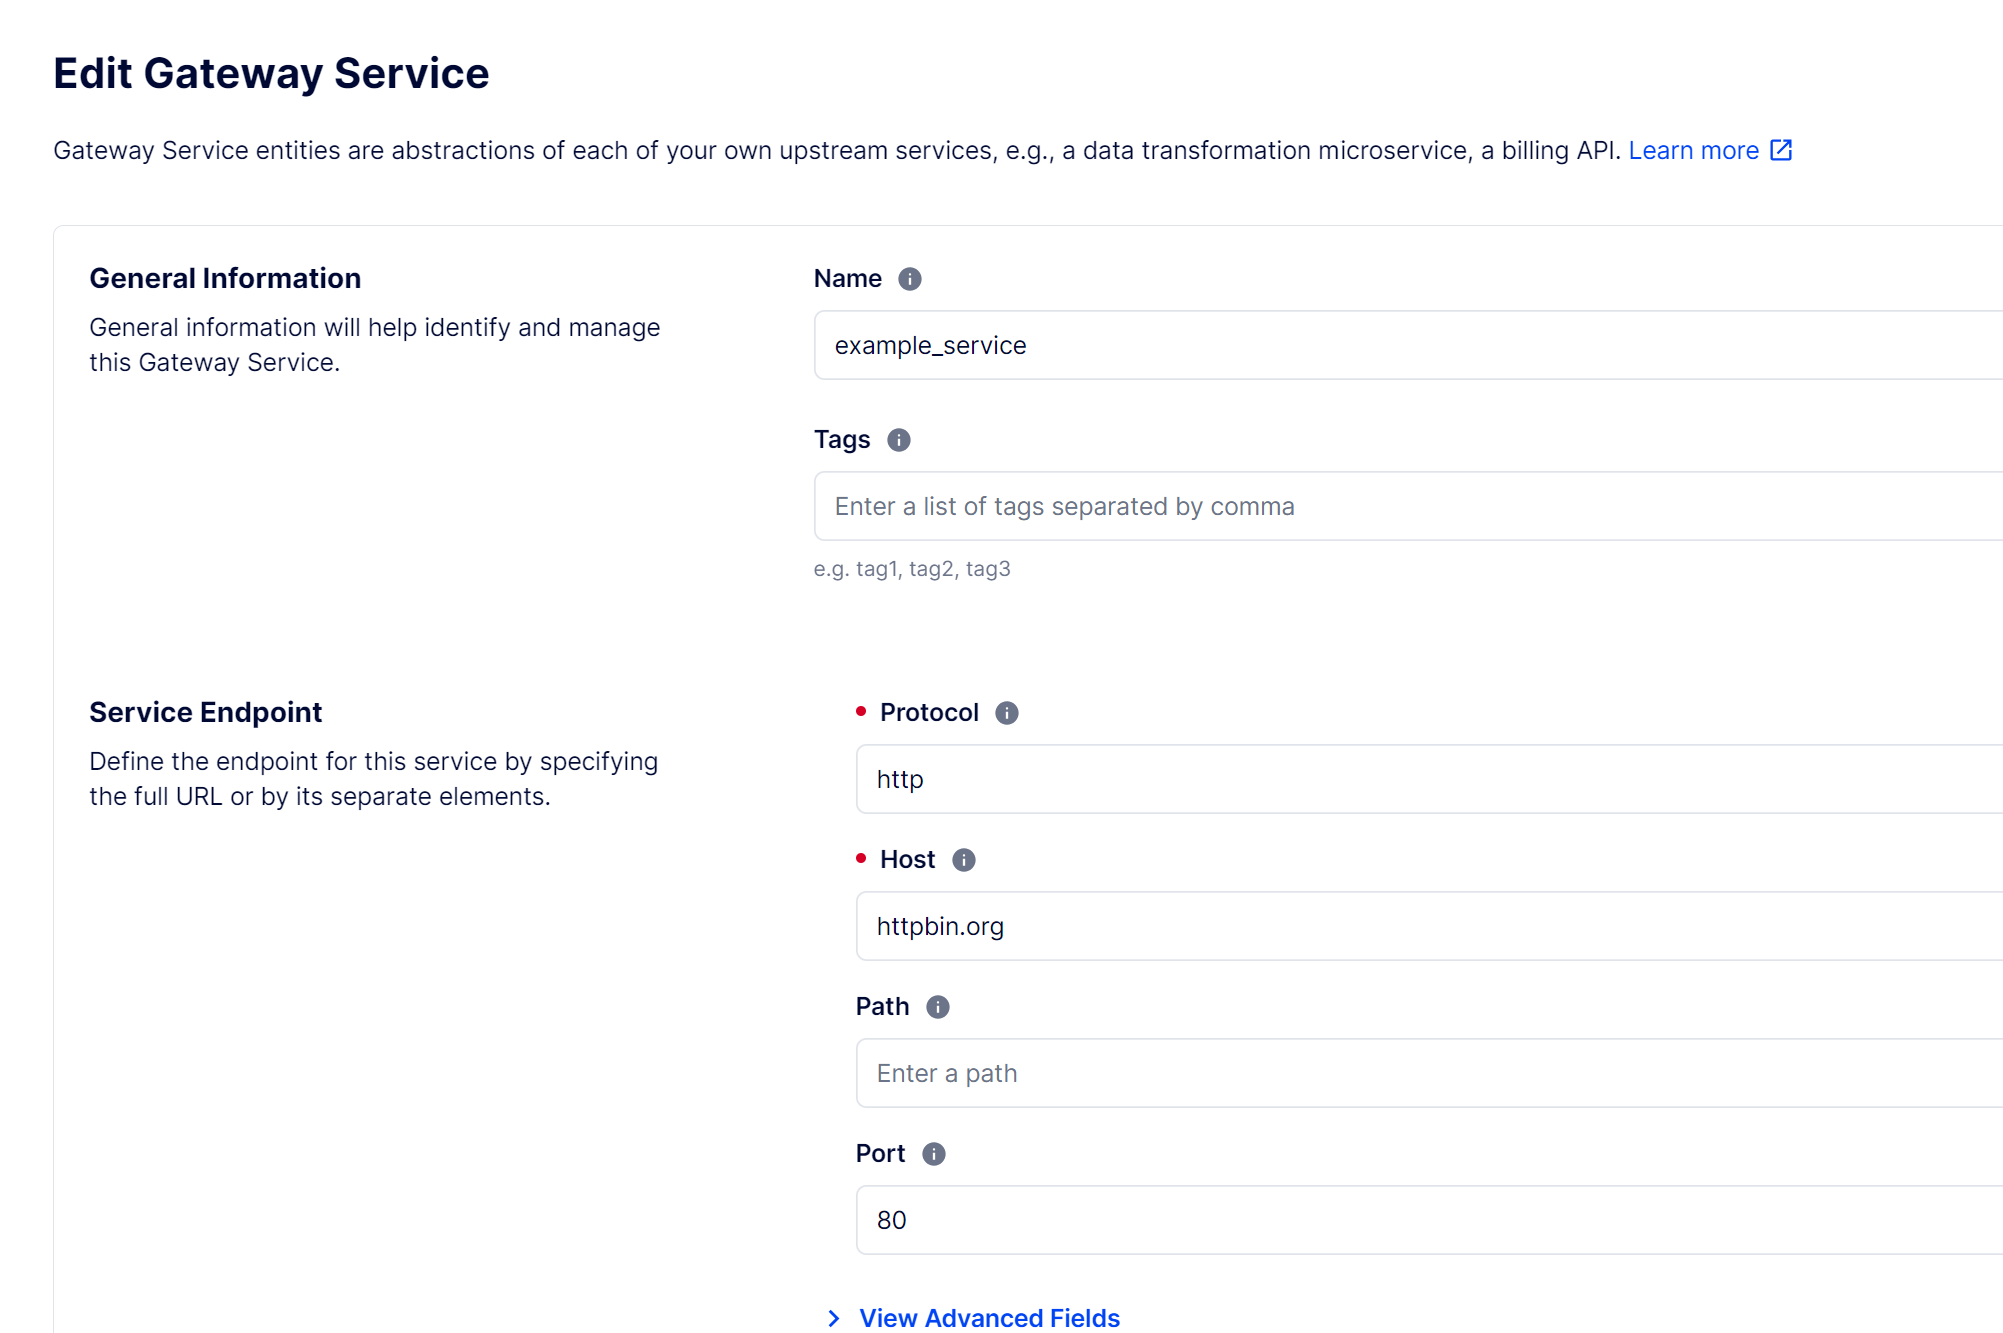 Edit Gateway Service
Gateway Service entities are abstractions of each of your own upstream services, e.g., a data transformation microservice, a billing API. Learn more
General Information
General information will help identify and manage
this Gateway Service.
Name
example_service
Tags
Enter a list of tags separated by comma
e.g. tag1, tag2, tag3
Service Endpoint
Define the endpoint for this service by specifying
the full URL or by its separate elements.
Protocol
http
Host
httpbin.org
Path
Enter a path
Port
80
View Advanced Fields